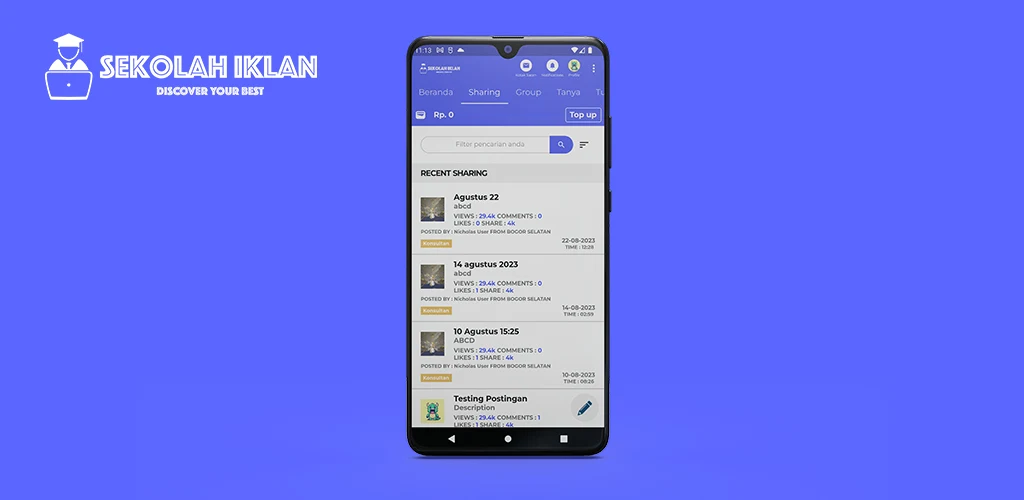 SEKOLAH IKLAN
DISCOVER YOUR BEST
11:13
SEKOLAH IKLAN
Notifications
Profile
Beranda Sharing Group Tanya Tu
Rp. 0 Top up
Filter pencarian anda
RECENT SHARING
Agustus 22
abcd
VIEWS : 29.4k COMMENTS : 0
LIKES : 0 SHARE : 4k
POSTED BY : Nicholas User FROM BOGOR SELATAN
Konsultan
22-08-2023
TIME : 12:28
14 agustus 2023
abcd
VIEWS : 29.4k COMMENTS : 0
LIKES : 1 SHARE : 4k
POSTED BY : Nicholas User FROM BOGOR SELATAN
Konsultan
14-08-2023
TIME : 02:59
10 Agustus 15:25
ABCD
VIEWS : 29.4k COMMENTS : 0
LIKES : 1 SHARE : 4k
POSTED BY : Nicholas User FROM BOGOR SELATAN
Konsultan
10-08-2023
TIME : 08:26
Testing Postingan
Description
VIEWS : 29.4k COMMENTS : 1
LIKES : 1 SHARE : 4k